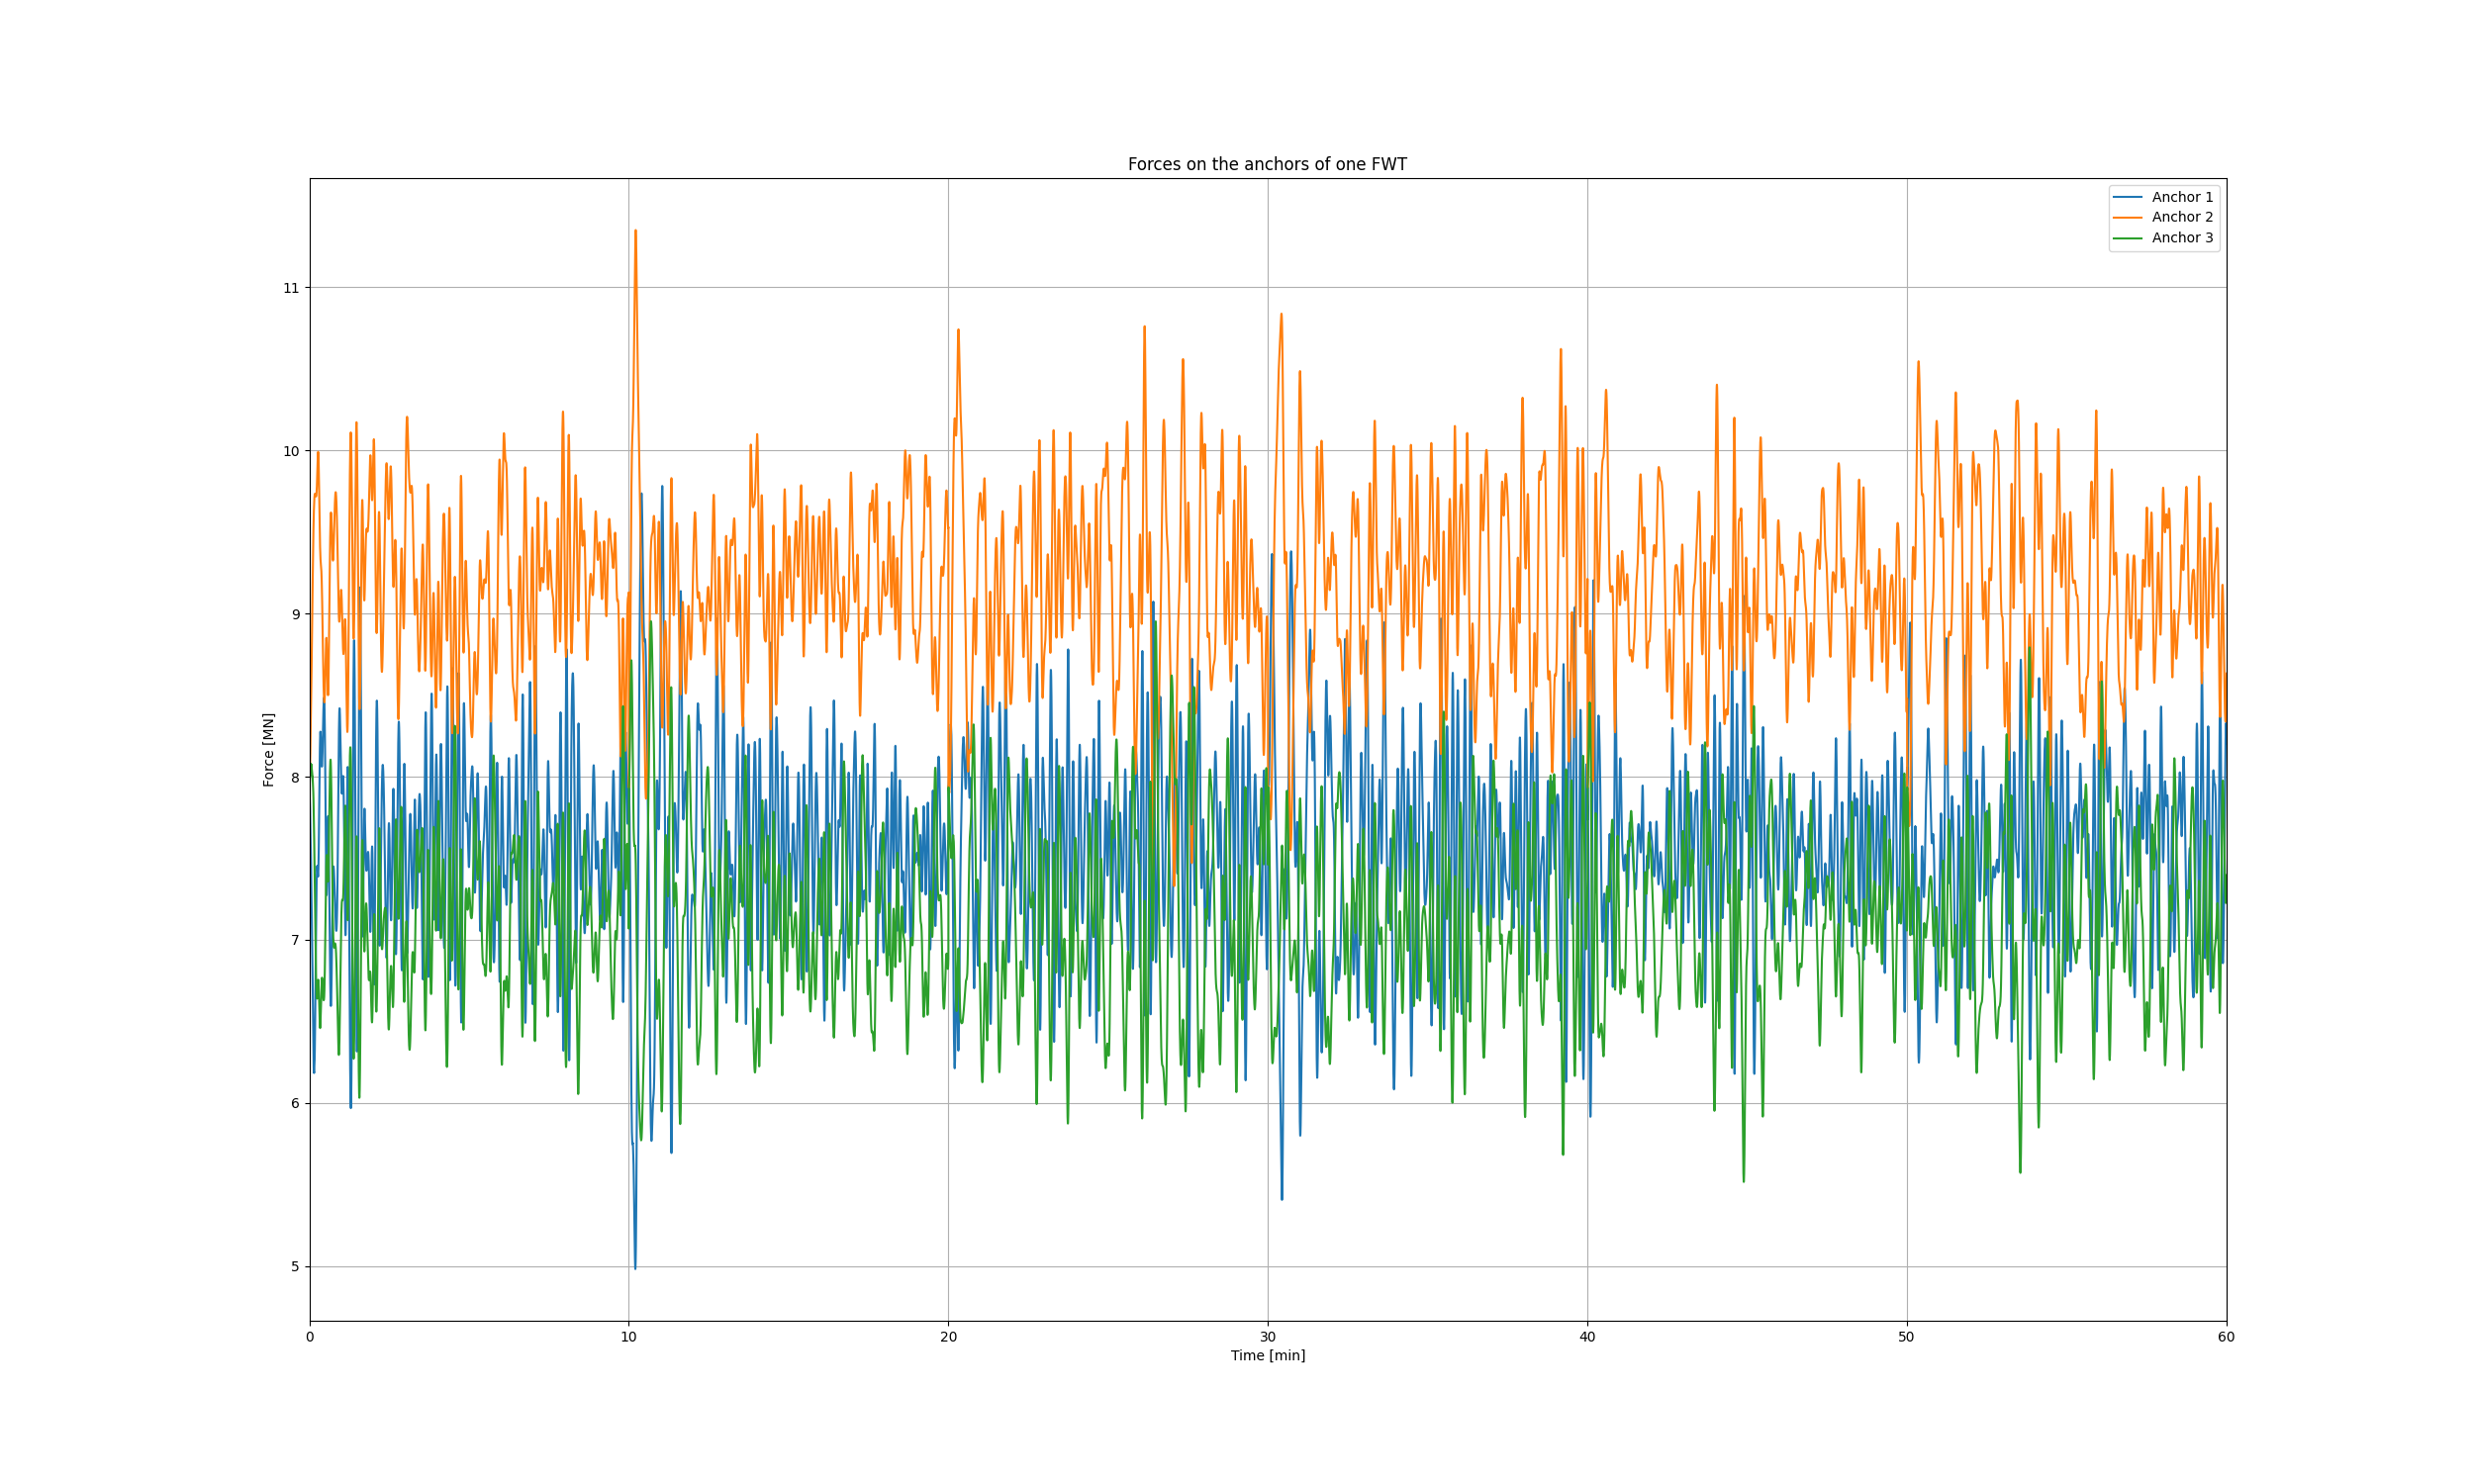 Forces on the anchors of one FWT
Anchor 1
Anchor 2
Anchor 3
Force [MN]
11
10
9
8
7
6
5
0 10 20 30 40 50 60
Time [min]